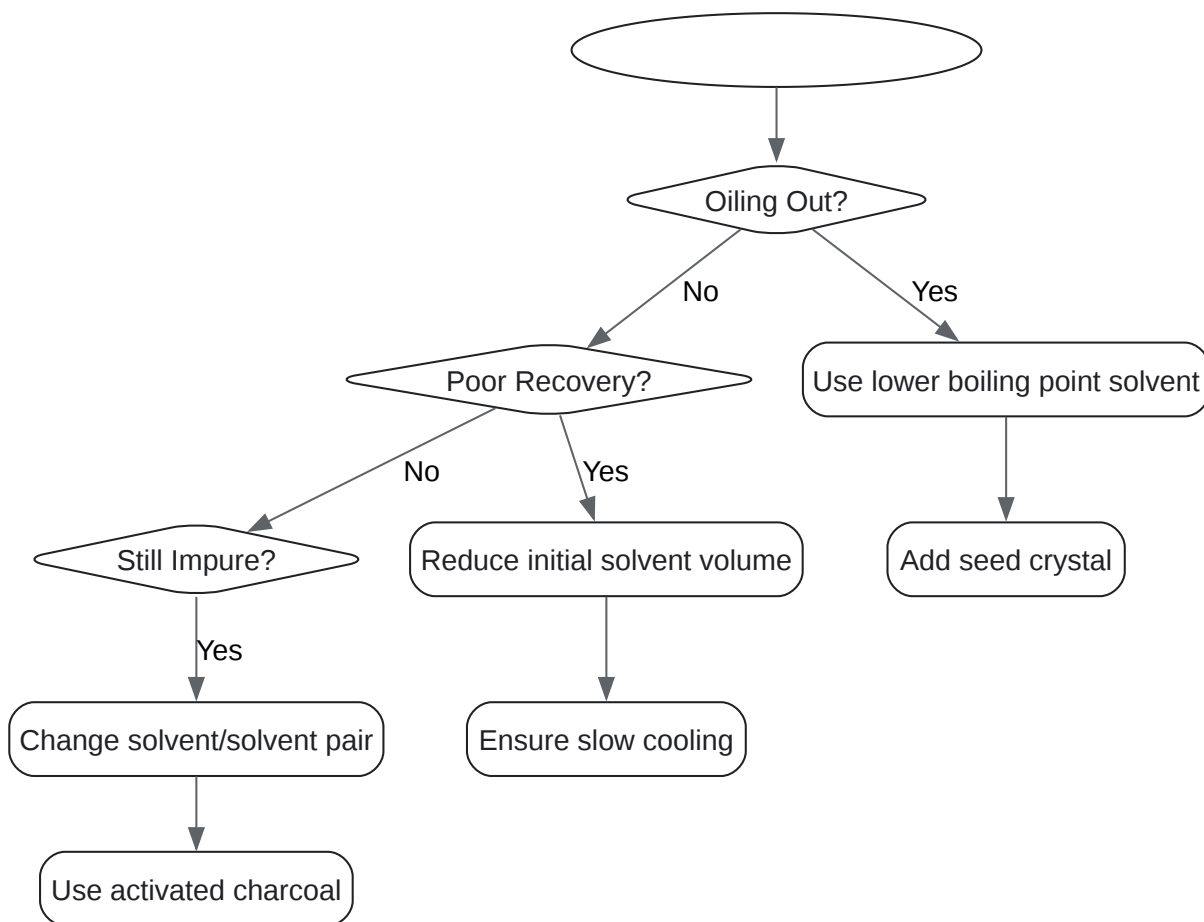 Oiling Out?
No
Yes
Poor Recovery?
Use lower boiling point solvent
No
Yes
Still Impure?
Reduce initial solvent volume
Add seed crystal
Yes
Change solvent/solvent pair
Ensure slow cooling
Use activated charcoal